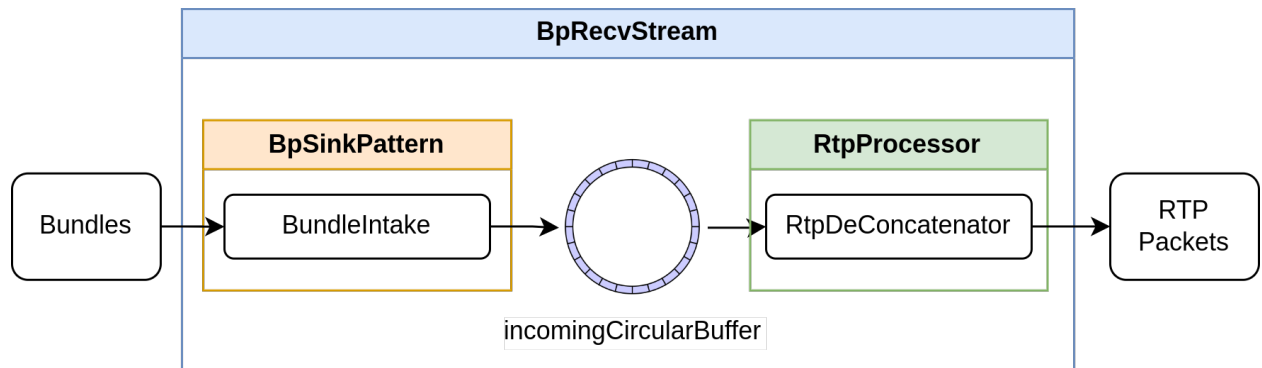 BpRecvStream
BpSinkPattern
RtpProcessor
Bundles
BundleIntake
RtpDeConcatenator
RTP
Packets
incomingCircularBuffer